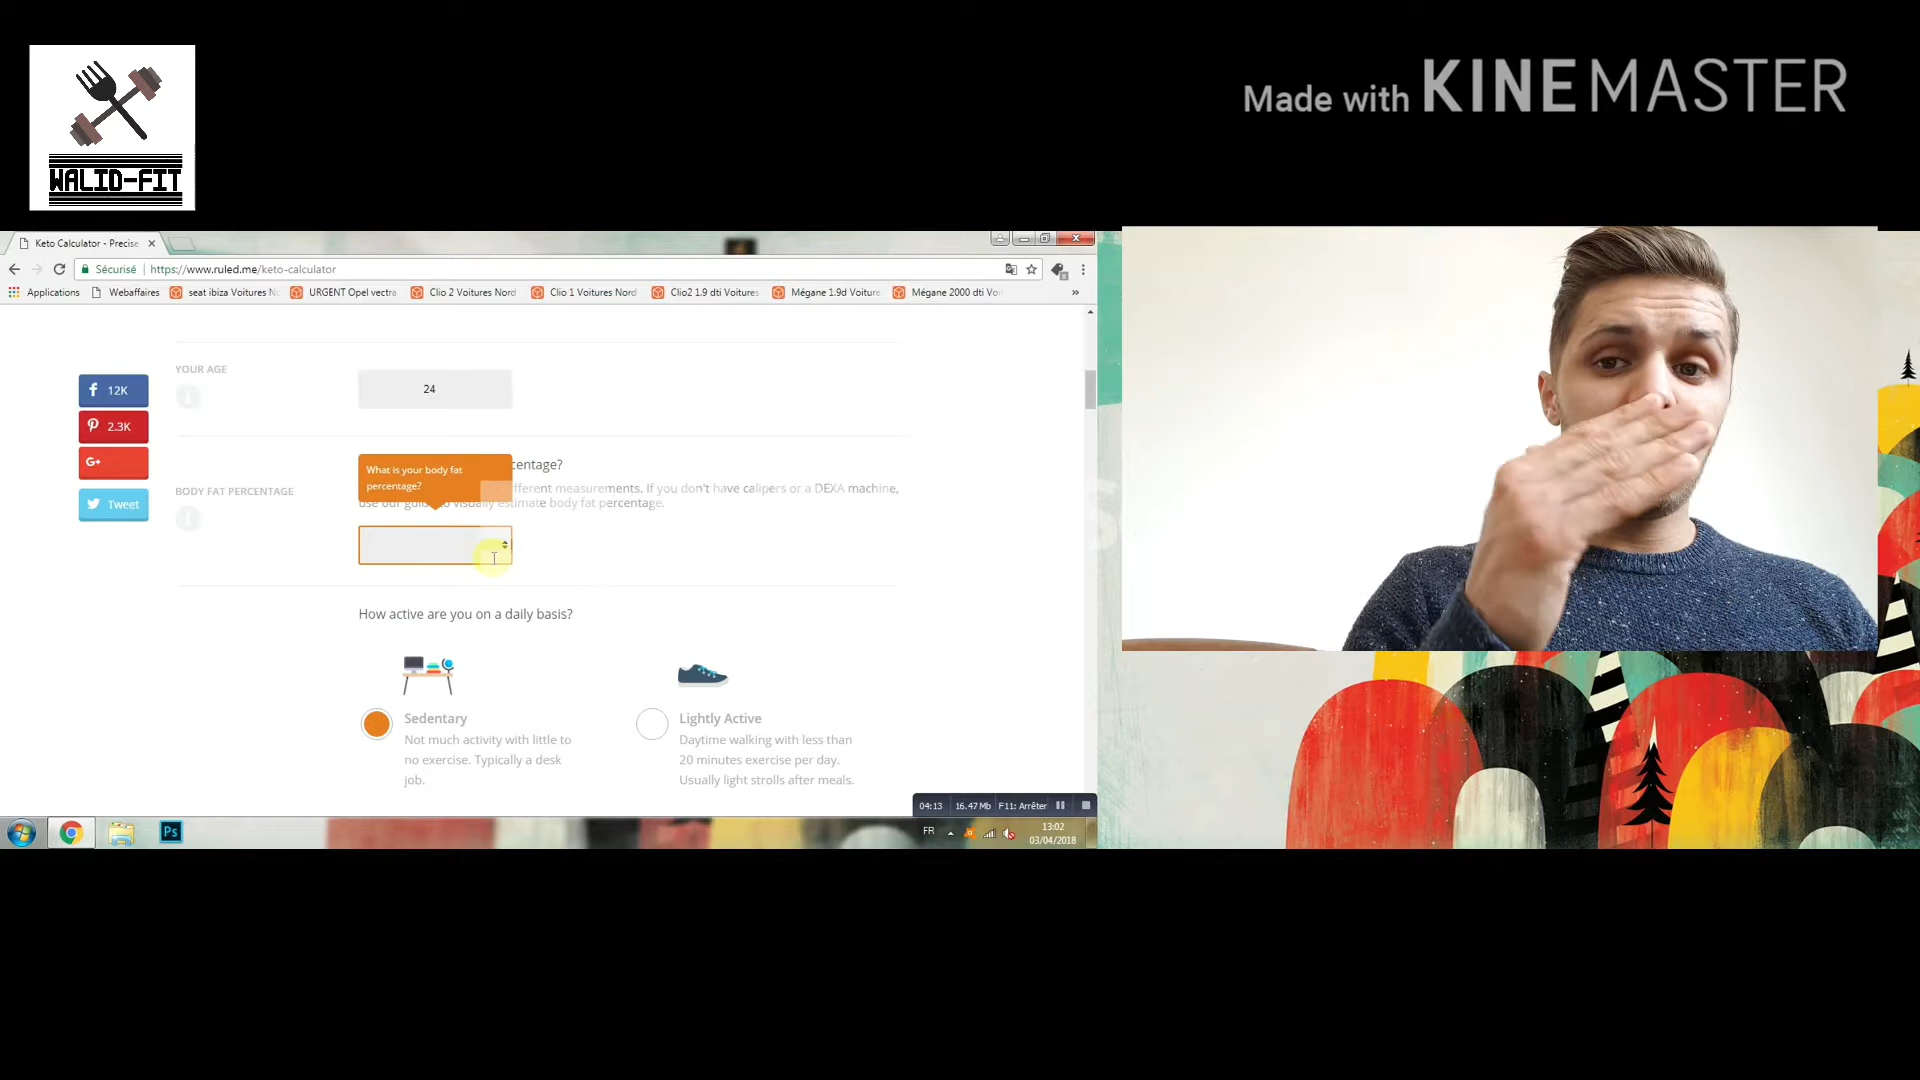 WALID-FIT
Made with KINEMASTER
Keto Calculator - Precise
Sécurisé
https://www.ruled.me/keto-calculator
Applications
Webaffaires
seat ibiza Voitures
URGENT Opel vectra
Clio 2 Voitures Nord
Clio 1 Voitures Nord
Clio2 1.9 dti Voitures
Mégane 1.9d Voiture
Mégane 2000 dti
»
YOUR AGE
24
12K
2.3K
G+
Tweet
What is your body fat
percentage?
centage?
fferent measurements. If you don't have calipers or a DEXA machine,
use our guide to visually estimate body fat percentage.
BODY FAT PERCENTAGE
How active are you on a daily basis?
Sedentary
Not much activity with little to
no exercise. Typically a desk
job.
Lightly Active
Daytime walking with less than
20 minutes exercise per day.
Usually light strolls after meals.
04:13 16.47 Mb F11: Arrêter
Ps
FR
13:02
03/04/2018